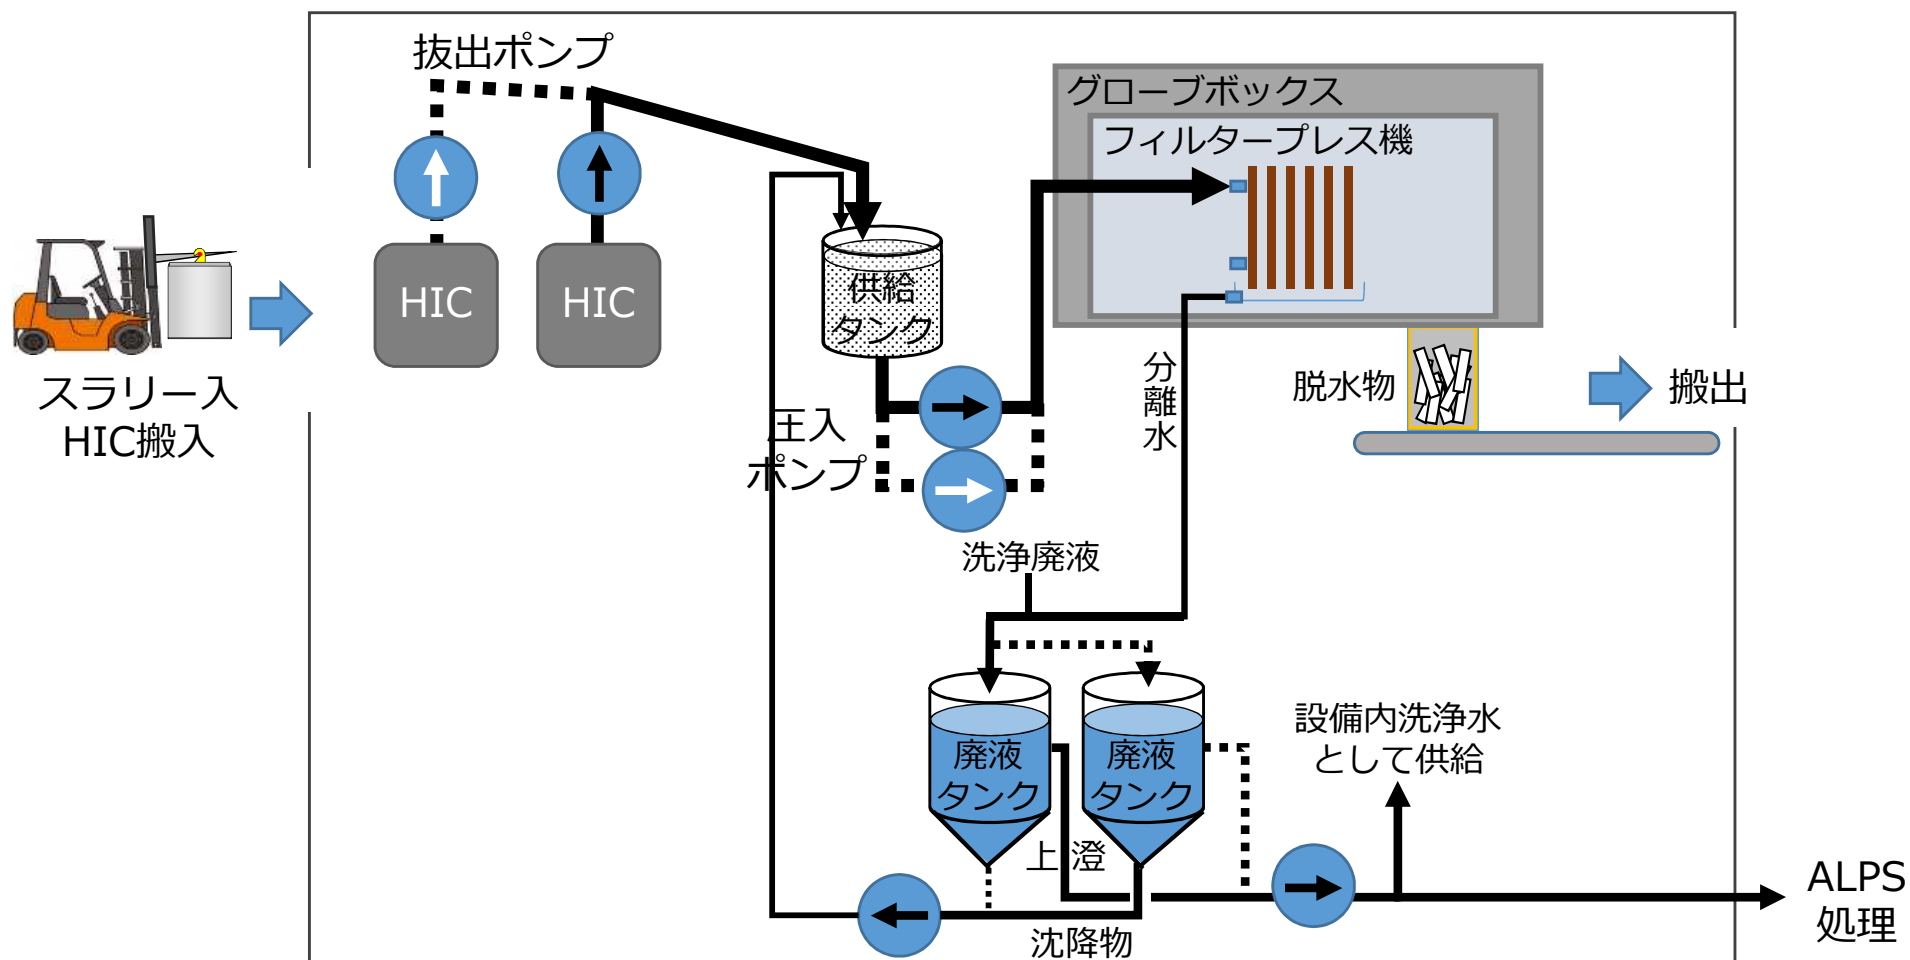 抜出ポンプ
グローブボックス
フィルタープレス機
HIC
HIC
供給
タンク
スラリー入
HIC搬入
圧入
ポンプ
分離水
脱水物
搬出
洗浄廃液
廃液
タンク
廃液
タンク
設備内洗浄水
として供給
上澄
沈降物
ALPS
処理